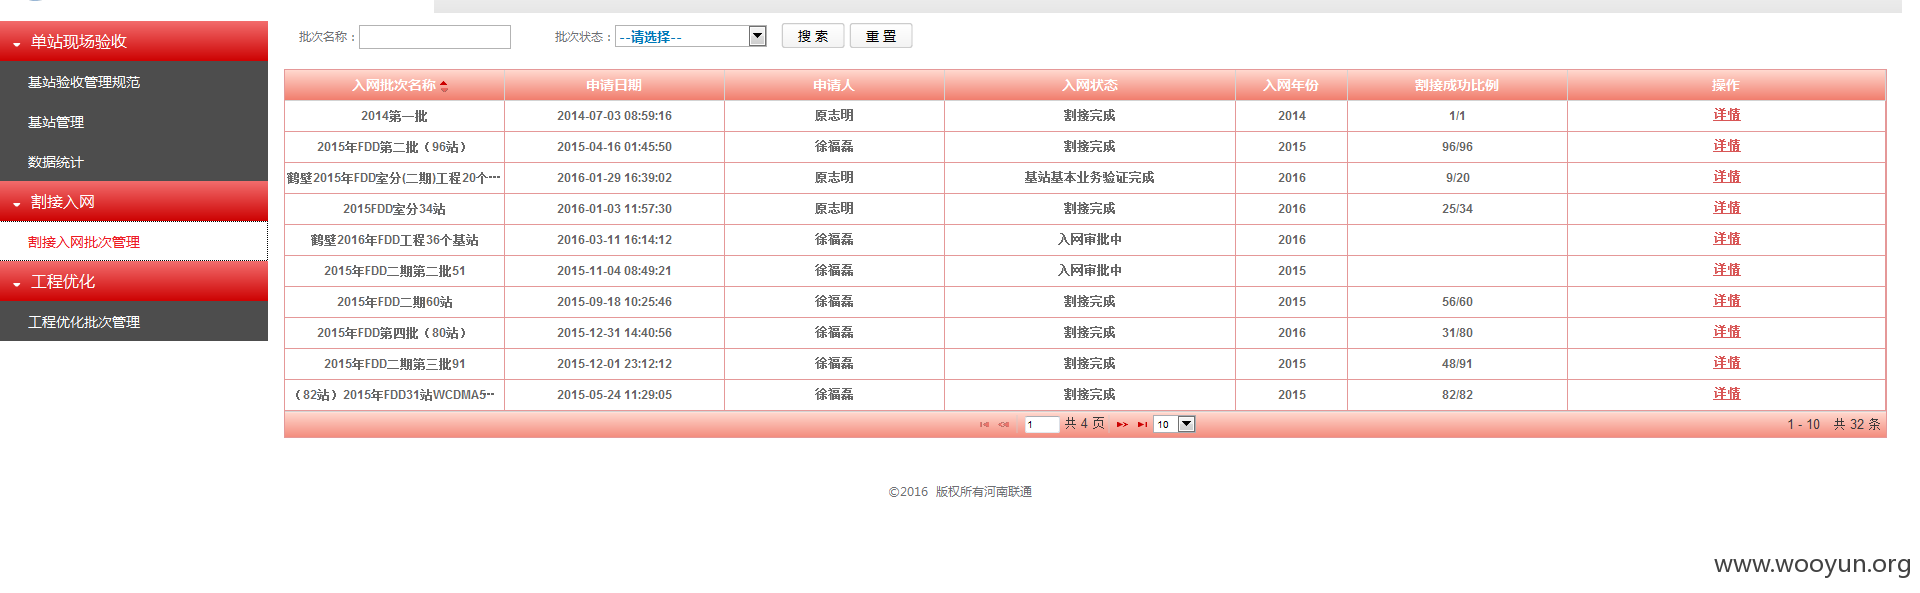 批次名称：
批次状态： --请选择--
搜 索
重 置
单站现场验收
基站验收管理规范
基站管理
数据统计
割接入网
割接入网批次管理
工程优化
工程优化批次管理
入网批次名称 申请日期 申请人 入网状态 入网年份 割接成功比例 操作
2014第一批 2014-07-03 08:59:16 原志明 割接完成 2014 1/1 详情
2015年FDD第二批（96站） 2015-04-16 01:45:50 徐福磊 割接完成 2015 96/96 详情
鹤壁2015年FDD室分(二期)工程20个… 2016-01-29 16:39:02 原志明 基站基本业务验证完成 2016 9/20 详情
2015FDD室分34站 2016-01-03 11:57:30 原志明 割接完成 2016 25/34 详情
鹤壁2016年FDD工程36个基站 2016-03-11 16:14:12 徐福磊 入网审批中 2016 详情
2015年FDD二期第二批51 2015-11-04 08:49:21 徐福磊 入网审批中 2015 详情
2015年FDD二期60站 2015-09-18 10:25:46 徐福磊 割接完成 2015 56/60 详情
2015年FDD第四批（80站） 2015-12-31 14:40:56 徐福磊 割接完成 2016 31/80 详情
2015年FDD二期第三批91 2015-12-01 23:12:12 徐福磊 割接完成 2015 48/91 详情
（82站）2015年FDD31站WCDMA5… 2015-05-24 11:29:05 徐福磊 割接完成 2015 82/82 详情
1 共 4 页 10 1 - 10 共 32 条
©2016 版权所有河南联通
www.wooyun.org